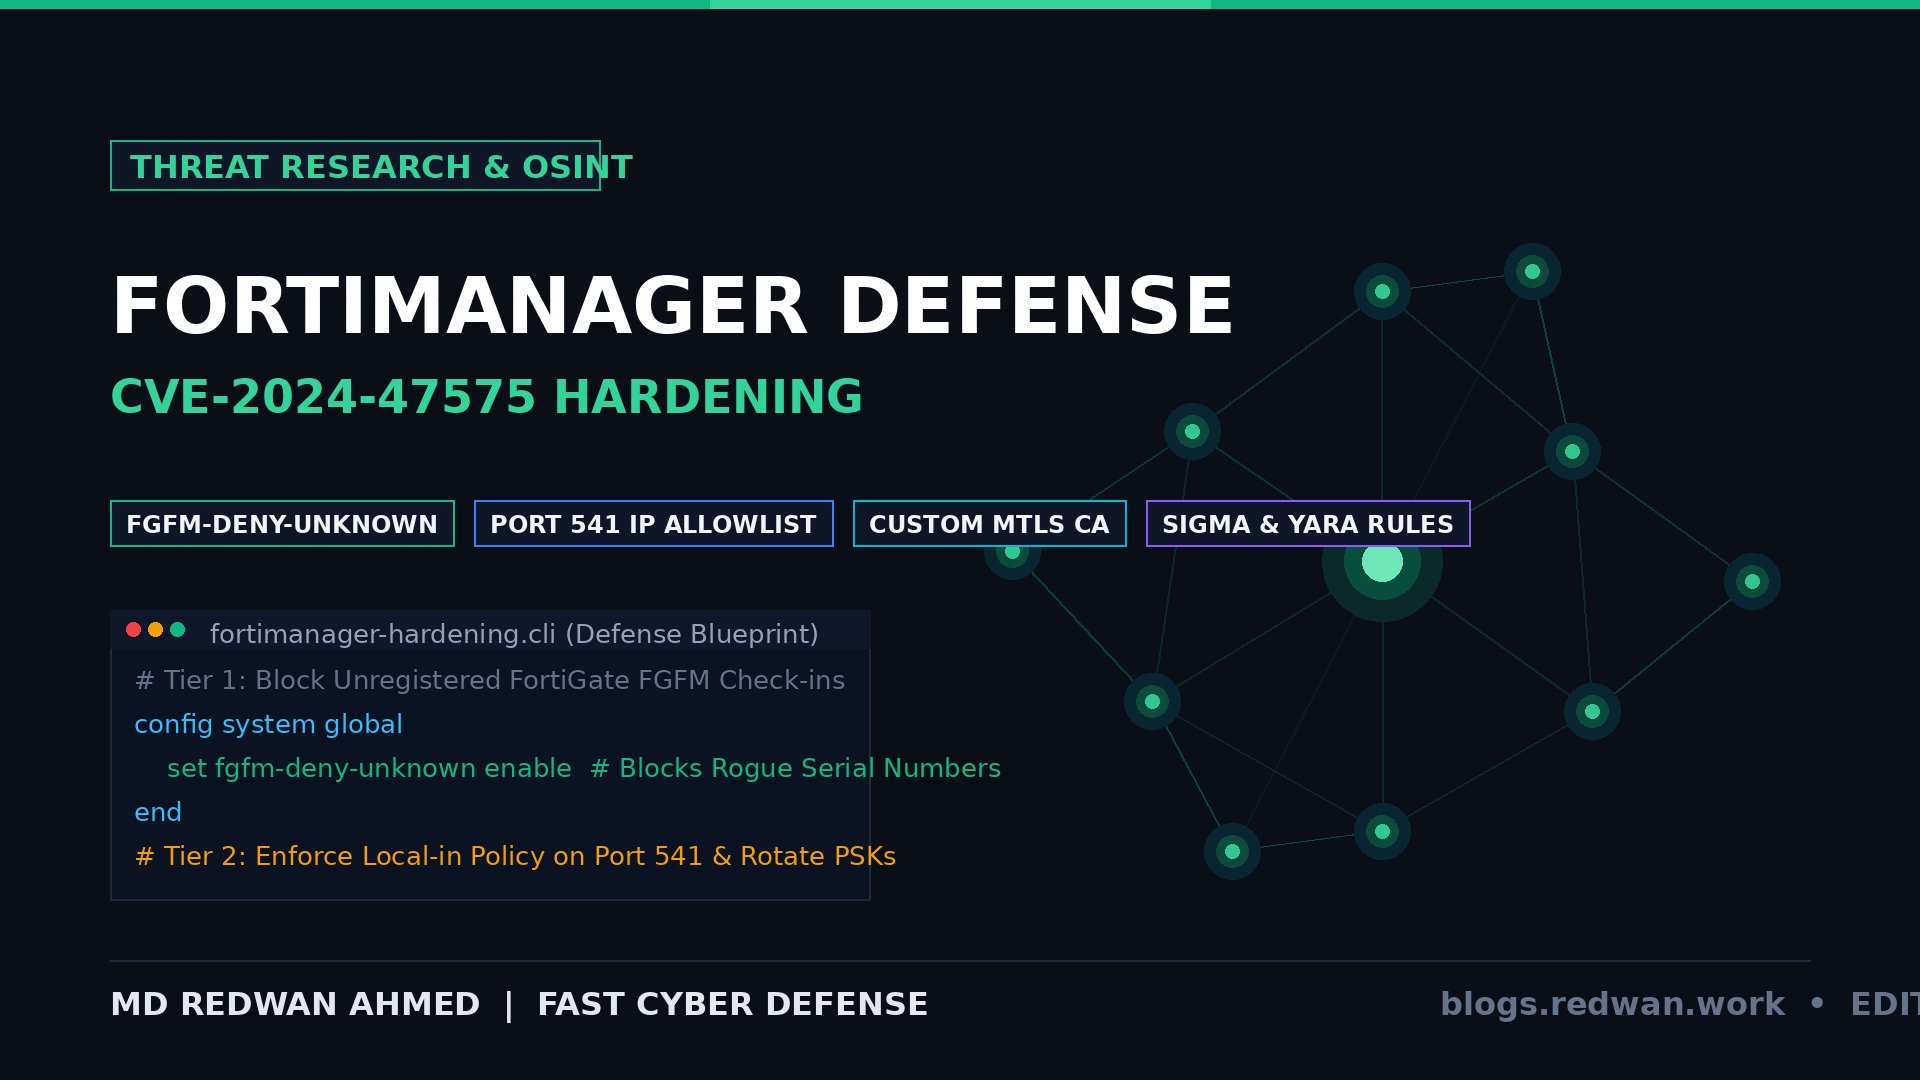 THREAT RESEARCH & OSINT
FORTIMANAGER DEFENSE
CVE-2024-47575 HARDENING
FGFM-DENY-UNKNOWN
PORT 541 IP ALLOWLIST
CUSTOM MTLS CA
SIGMA & YARA RULES
fortimanager-hardening.cli (Defense Blueprint)
# Tier 1: Block Unregistered FortiGate FGFM Check-ins
config system global
set fgfm-deny-unknown enable  # Blocks Rogue Serial Numbers
end
# Tier 2: Enforce Local-in Policy on Port 541 & Rotate PSKs
MD REDWAN AHMED | FAST CYBER DEFENSE
blogs.redwan.work •